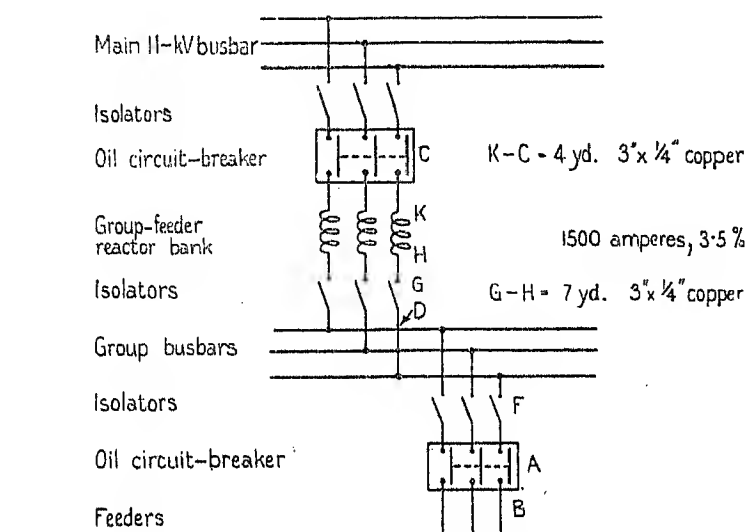 Main 11-kV busbar
Isolators
Oil circuit-breaker
C
K-C - 4 yd. 3"x ¼" copper
Group-feeder
reactor bank
K
H
1500 amperes, 3·5 %
Isolators
G
G-H = 7 yd. 3"x ¼" copper
D
Group busbars
Isolators
F
Oil circuit-breaker
A
B
Feeders